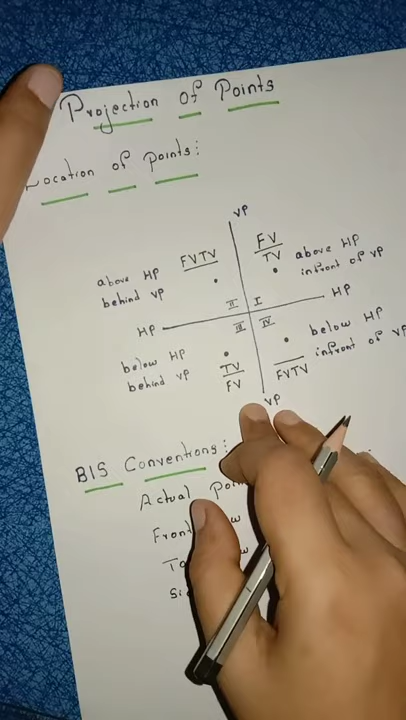 Projection of Points
Location of Points:
VP
FVTV
FV
TV
above HP
behind VP
above HP
infront of VP
II I
HP
HP
III IV
below HP
behind VP
TV
FV
below HP
infront of VP
FVTV
VP
BIS Conventions:
Actual
Front